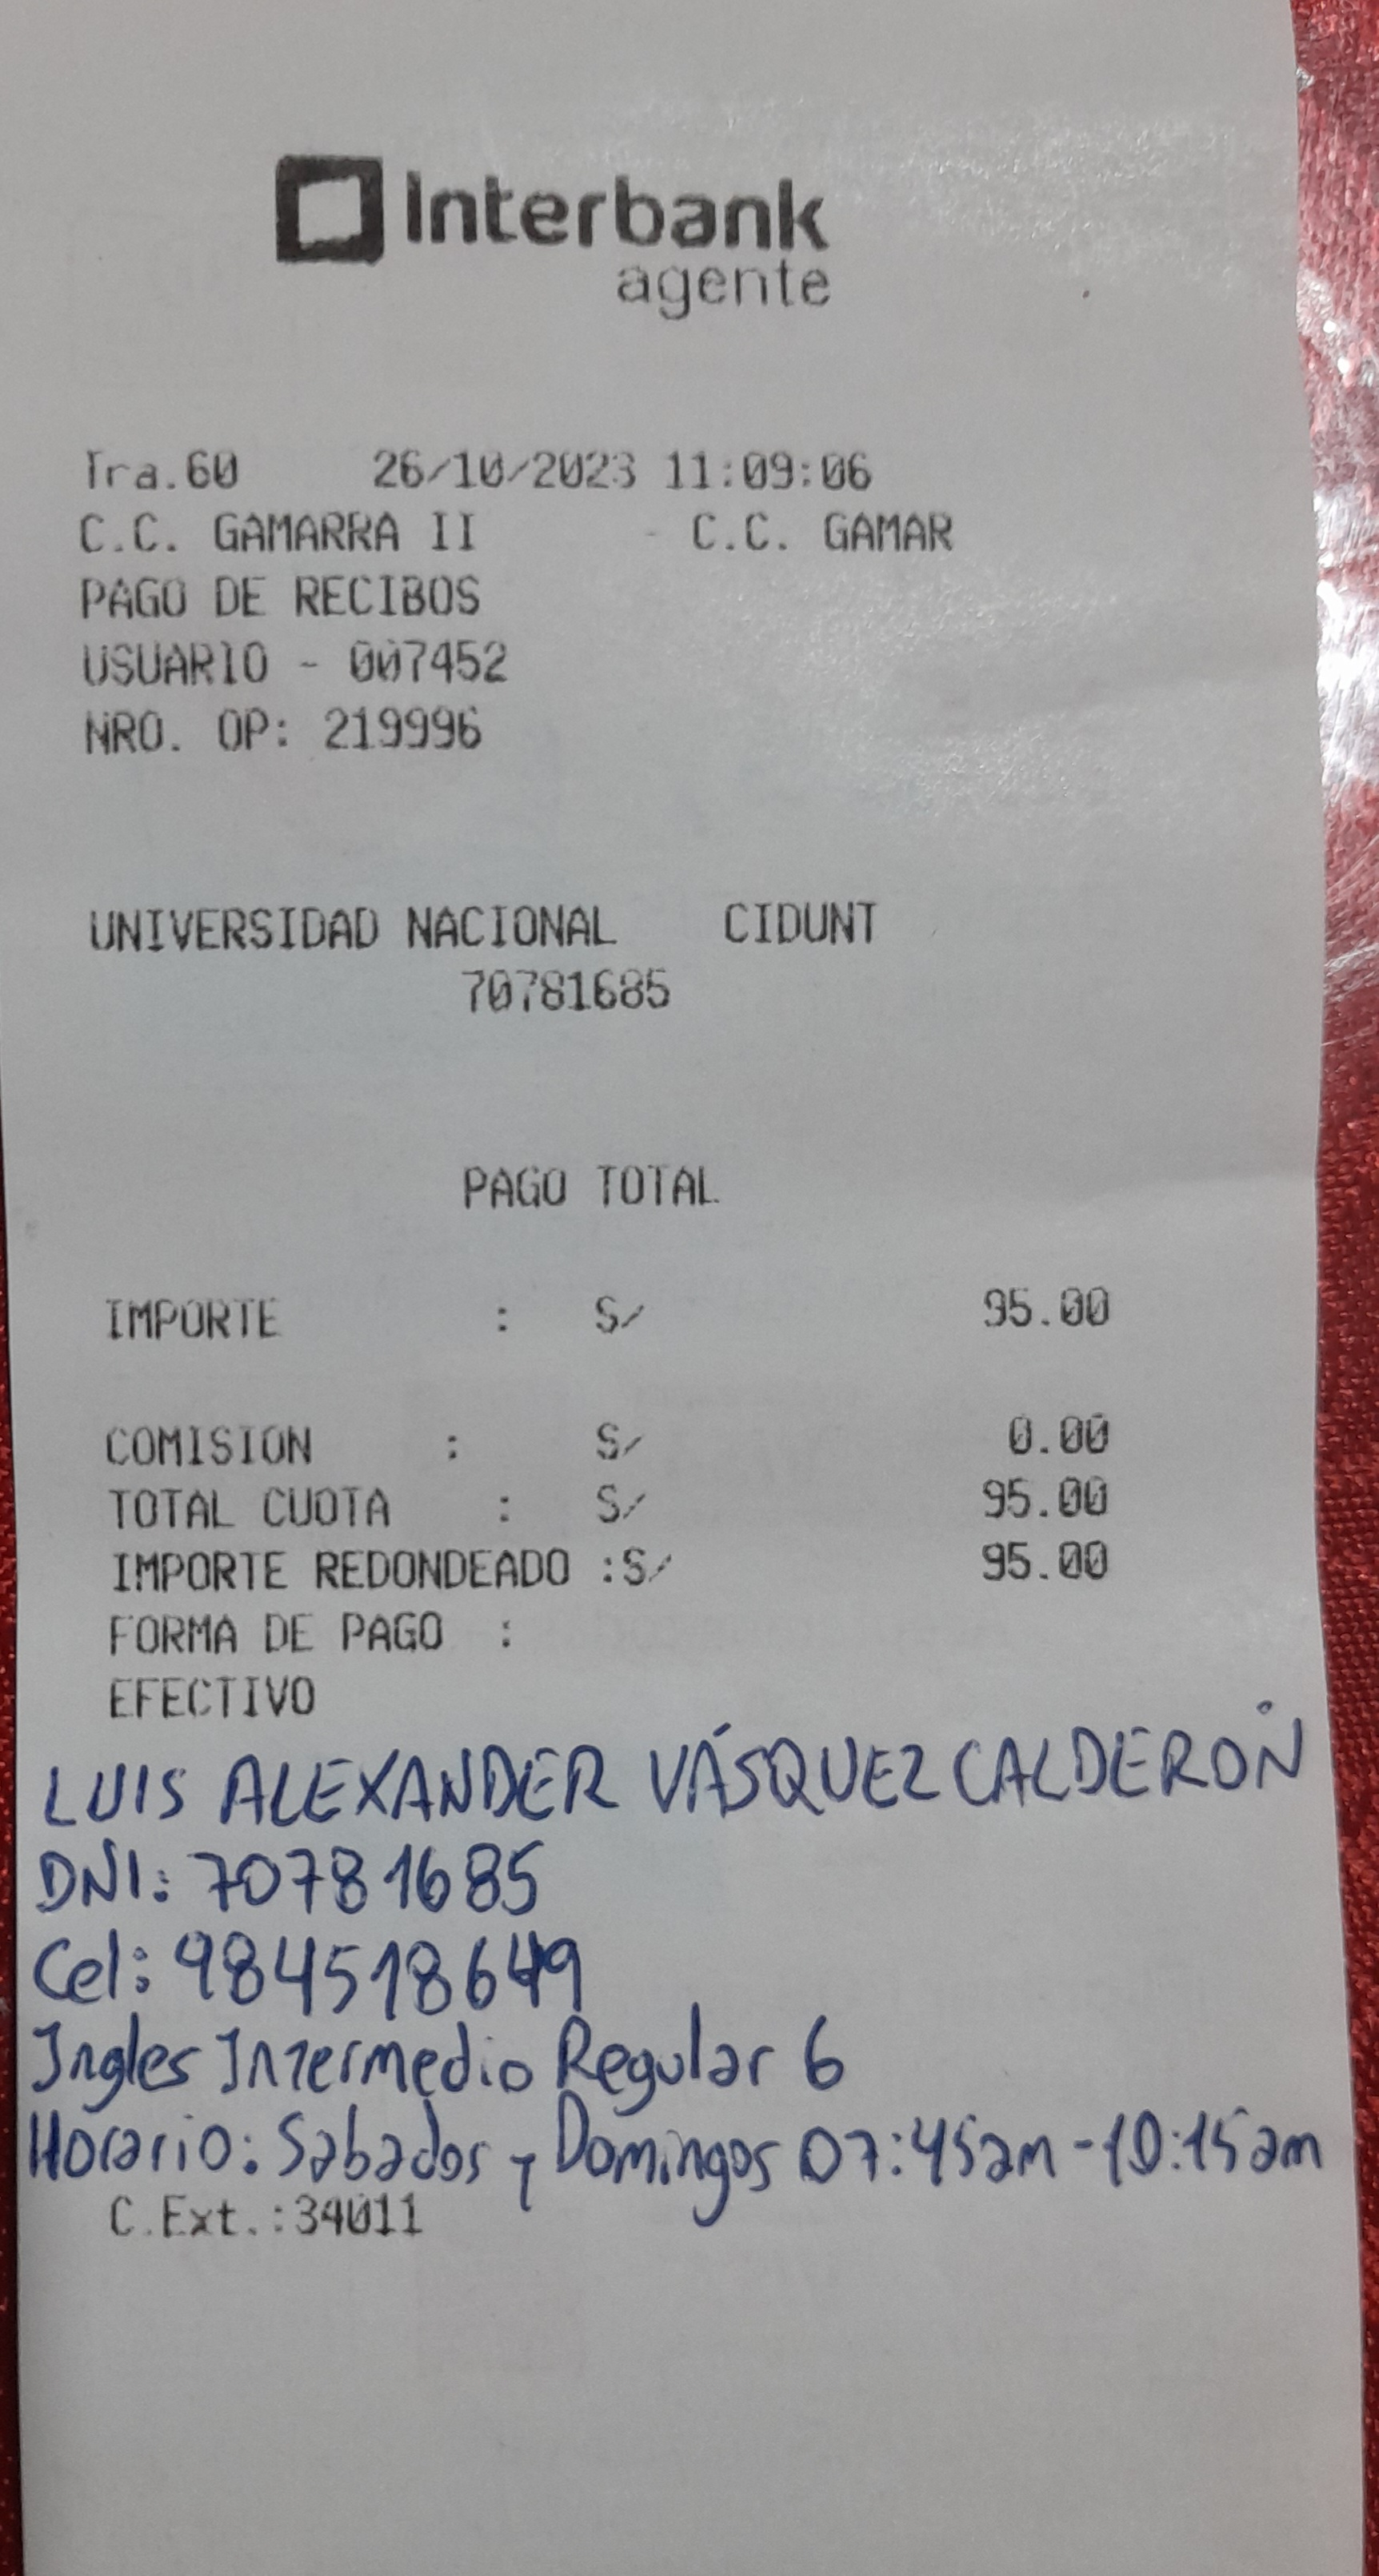 Interbank
agente
Tra.60 26/10/2023 11:09:06
C.C. GAMARRA II - C.C. GAMAR
PAGO DE RECIBOS
USUARIO - 007452
NRO. OP: 219996
UNIVERSIDAD NACIONAL CIDUNT
70781685
PAGO TOTAL
IMPORTE : S/ 95.00
COMISION : S/ 0.00
TOTAL CUOTA : S/ 95.00
IMPORTE REDONDEADO :S/ 95.00
FORMA DE PAGO :
EFECTIVO
LUIS ALEXANDER VÁSQUEZ CALDERÓN
DNI: 70781685
Cel: 984518649
Ingles Intermedio Regular 6
Horario: Sabados y Domingos 07:45am - 10:15am
C.Ext.:34011